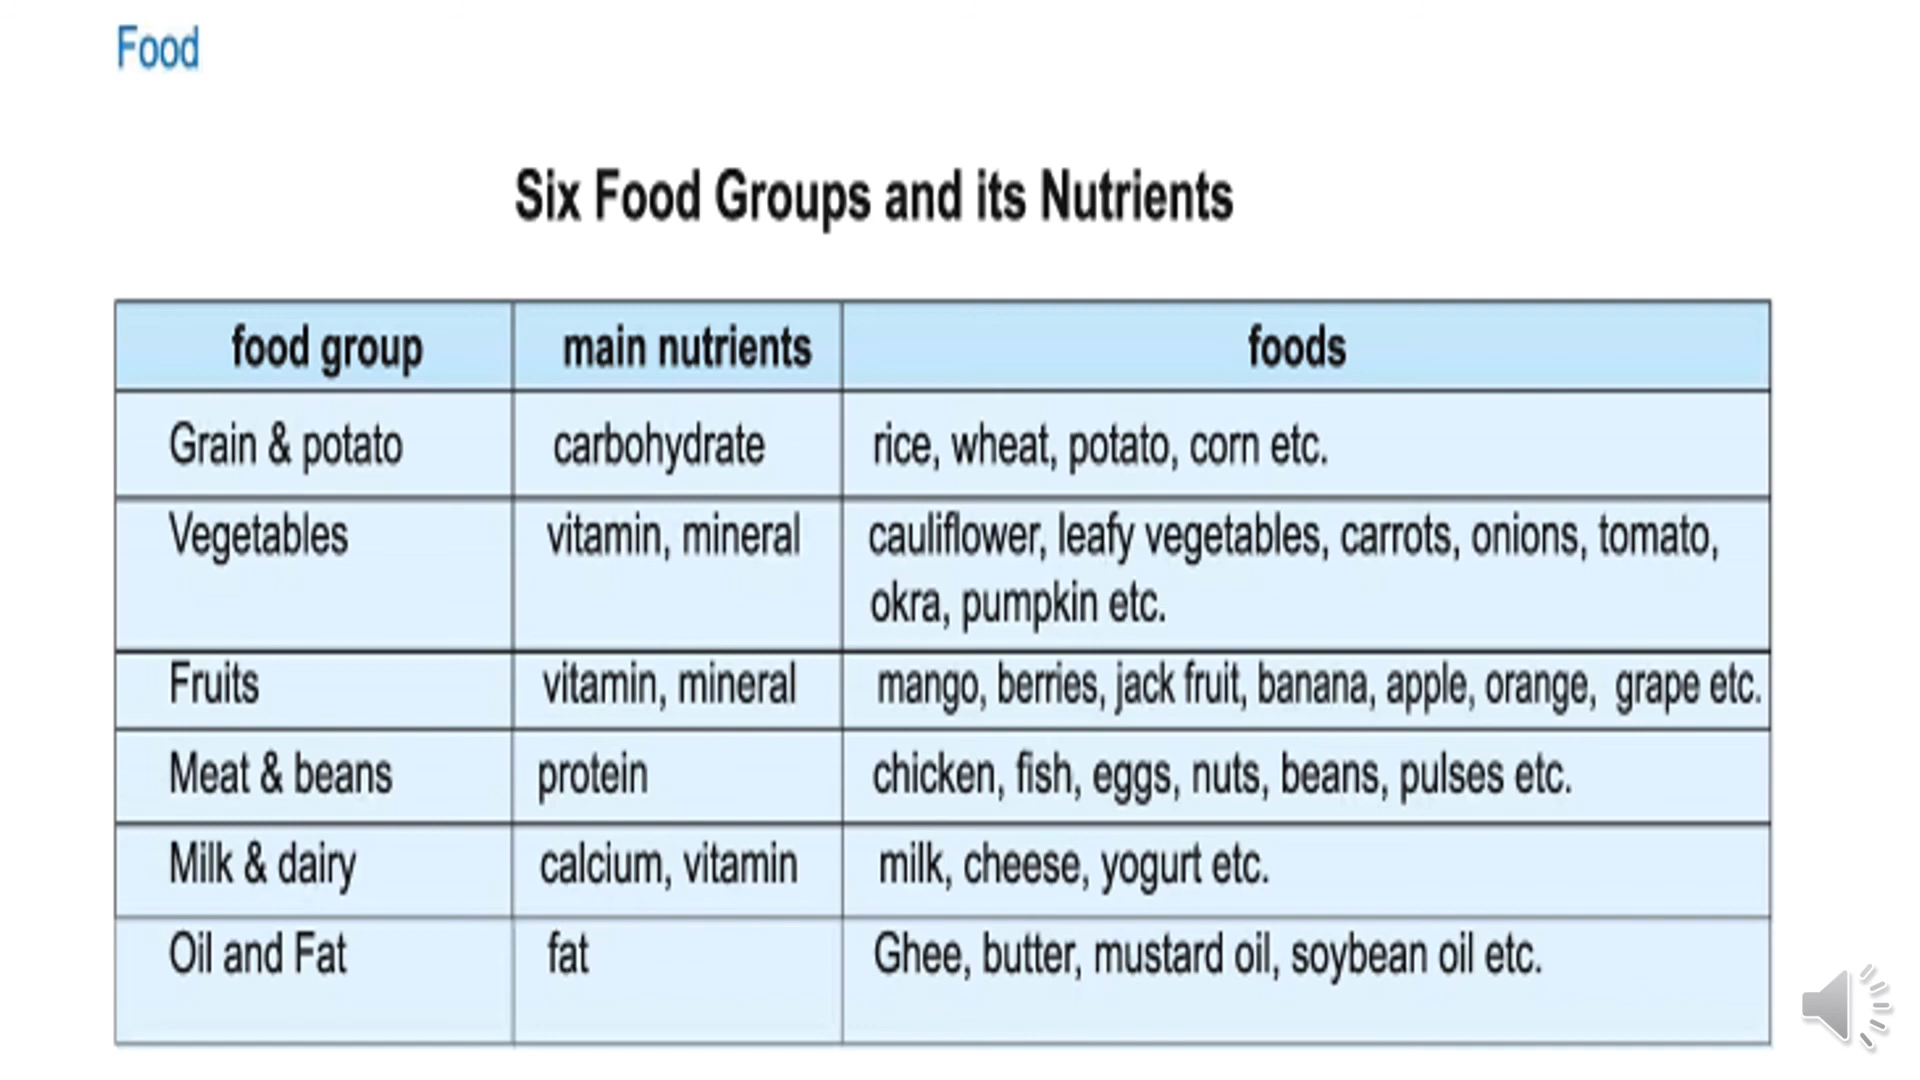 Food
Six Food Groups and its Nutrients
food group main nutrients foods
Grain & potato carbohydrate rice, wheat, potato, corn etc.
Vegetables vitamin, mineral cauliflower, leafy vegetables, carrots, onions, tomato,
okra, pumpkin etc.
Fruits vitamin, mineral mango, berries, jack fruit, banana, apple, orange, grape etc.
Meat & beans protein chicken, fish, eggs, nuts, beans, pulses etc.
Milk & dairy calcium, vitamin milk, cheese, yogurt etc.
Oil and Fat fat Ghee, butter, mustard oil, soybean oil etc.